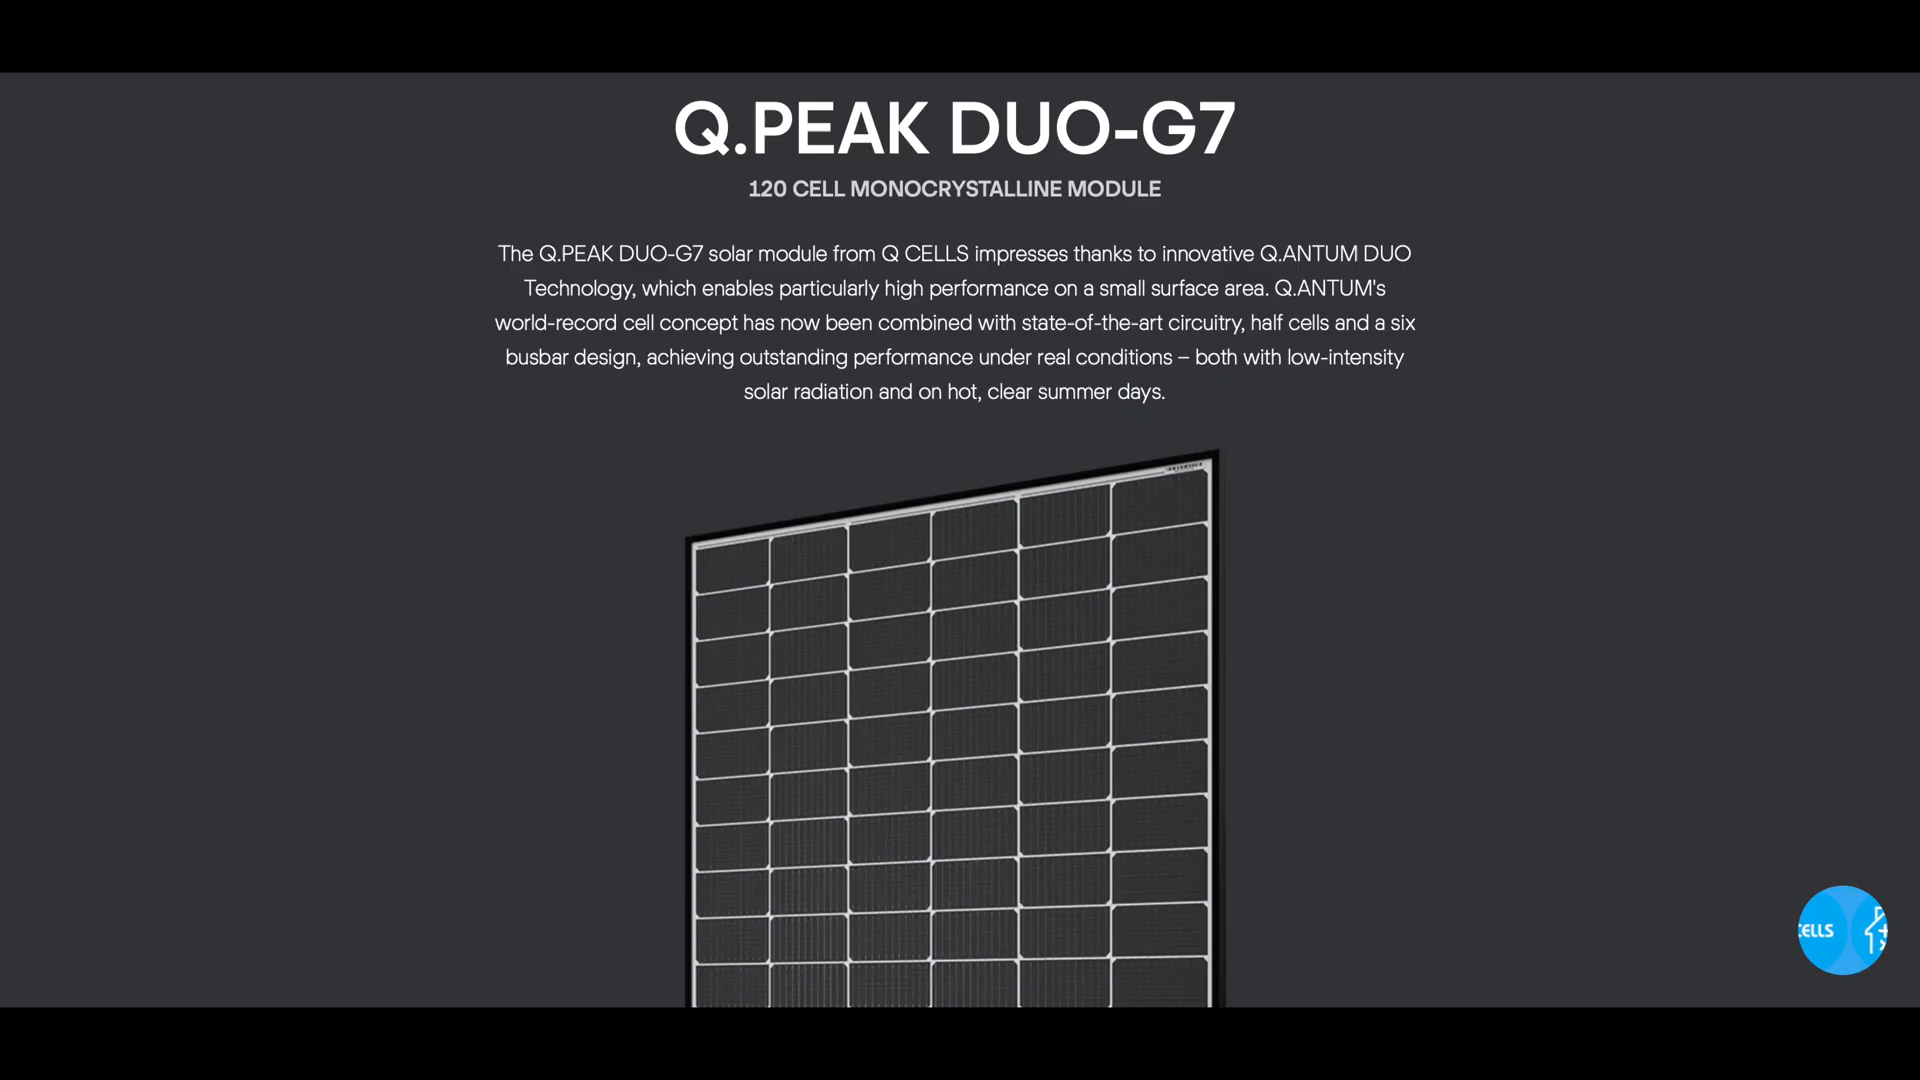 Q.PEAK DUO-G7
120 CELL MONOCRYSTALLINE MODULE
The Q.PEAK DUO-G7 solar module from Q CELLS impresses thanks to innovative Q.ANTUM DUO
Technology, which enables particularly high performance on a small surface area. Q.ANTUM's
world-record cell concept has now been combined with state-of-the-art circuitry, half cells and a six
busbar design, achieving outstanding performance under real conditions – both with low-intensity
solar radiation and on hot, clear summer days.
CELLS